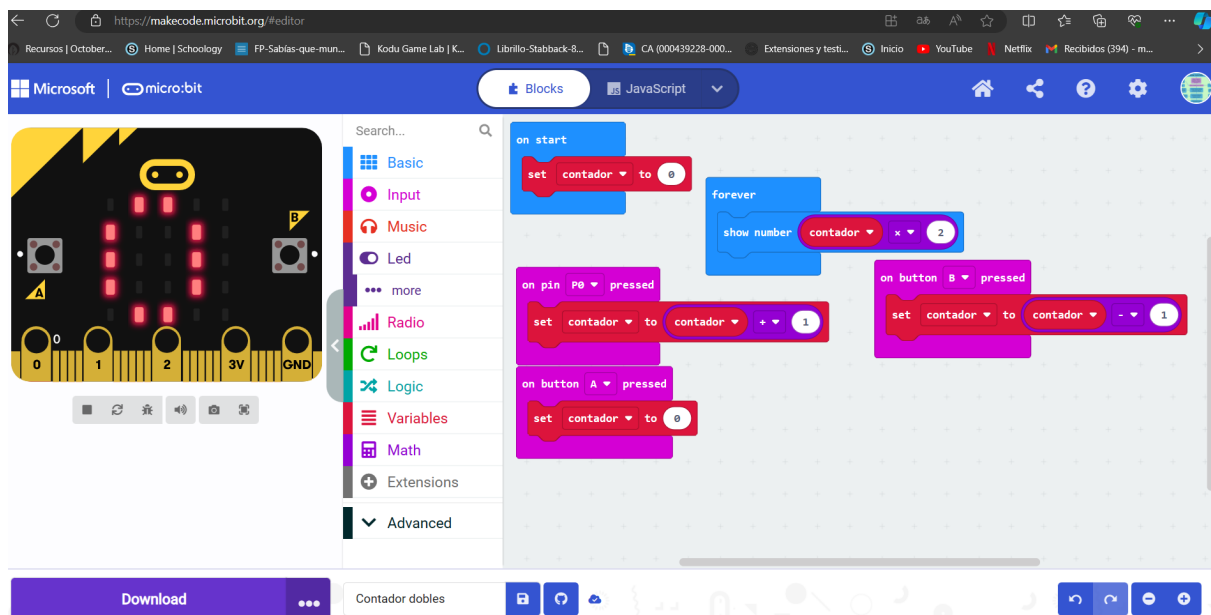 https://makecode.microbit.org/#editor
Recursos | October...
Home | Schoology
FP-Sabías-que-mun...
Kodu Game Lab | K...
Librillo-Stabback-8...
CA (000439228-000...
Extensiones y testi...
Inicio
YouTube
Netflix
Recibidos (394) - m...
Microsoft
micro:bit
Blocks
JavaScript
A
B
0
0
1
2
3V
GND
Search...
Basic
Input
Music
Led
more
Radio
Loops
Logic
Variables
Math
Extensions
Advanced
on start
set contador to 0
forever
show number contador × 2
on pin P0 pressed
set contador to contador + 1
on button B pressed
set contador to contador - 1
on button A pressed
set contador to 0
Download
Contador dobles